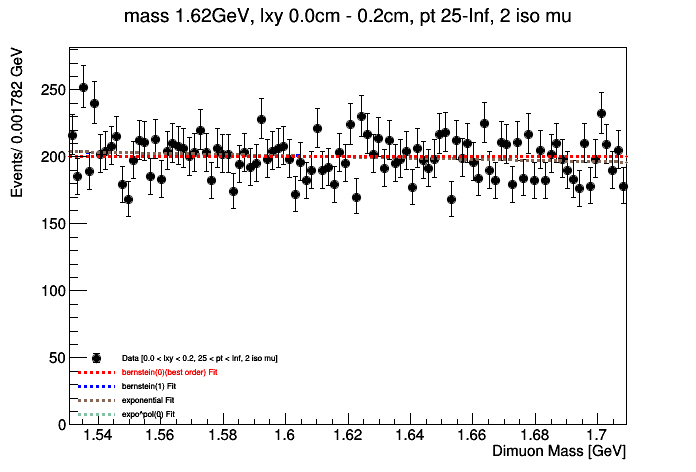 mass 1.62GeV, lxy 0.0cm - 0.2cm, pt 25-Inf, 2 iso mu
Events/ 0.001782 GeV
250
200
150
100
50
0
Data [0.0 < lxy < 0.2, 25 < pt < Inf, 2 iso mu]
bernstein(0)(best order) Fit
bernstein(1) Fit
exponential Fit
expo*pol(0) Fit
1.54 1.56 1.58 1.6 1.62 1.64 1.66 1.68 1.7
Dimuon Mass [GeV]